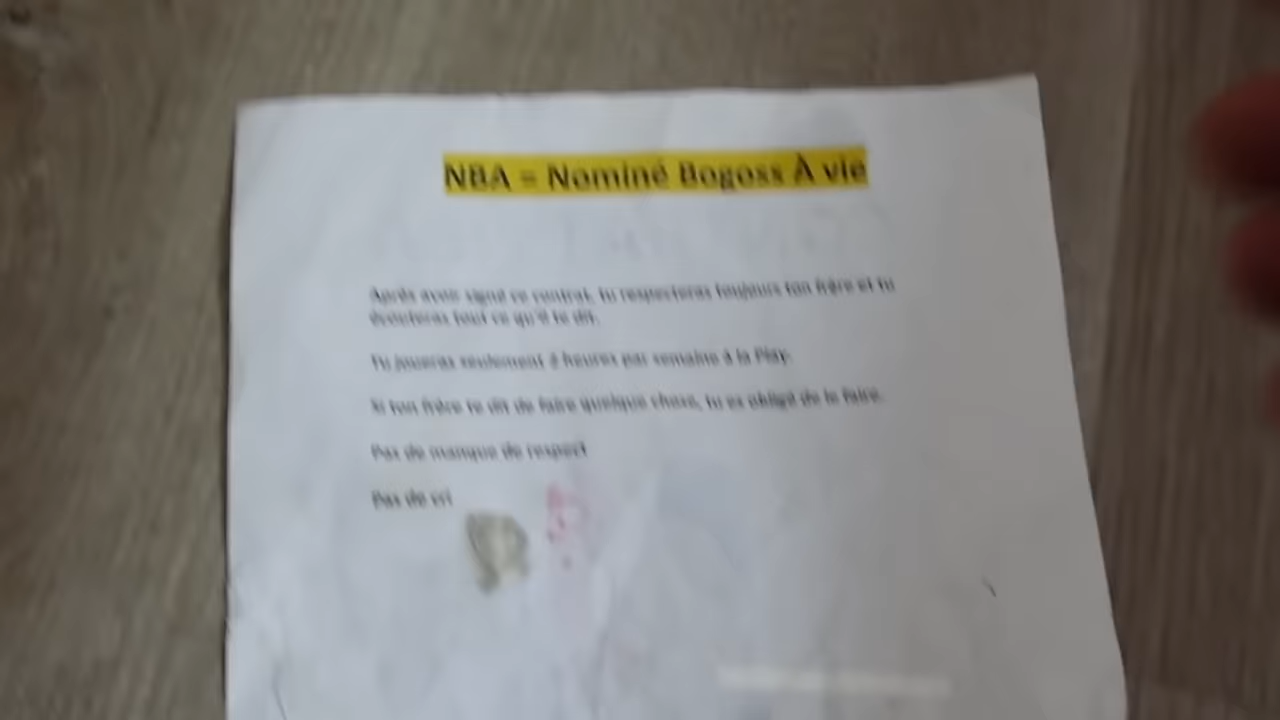 NBA = Nominé Bogoss À vie
Après avoir signé ce contrat, tu respecteras toujours ton frère et tu
écouteras tout ce qu'il te dit.
Tu joueras seulement 2 heures par semaine à la Play.
Si ton frère te dit de faire quelque chose, tu es obligé de le faire.
Pas de manque de respect
Pas de cri